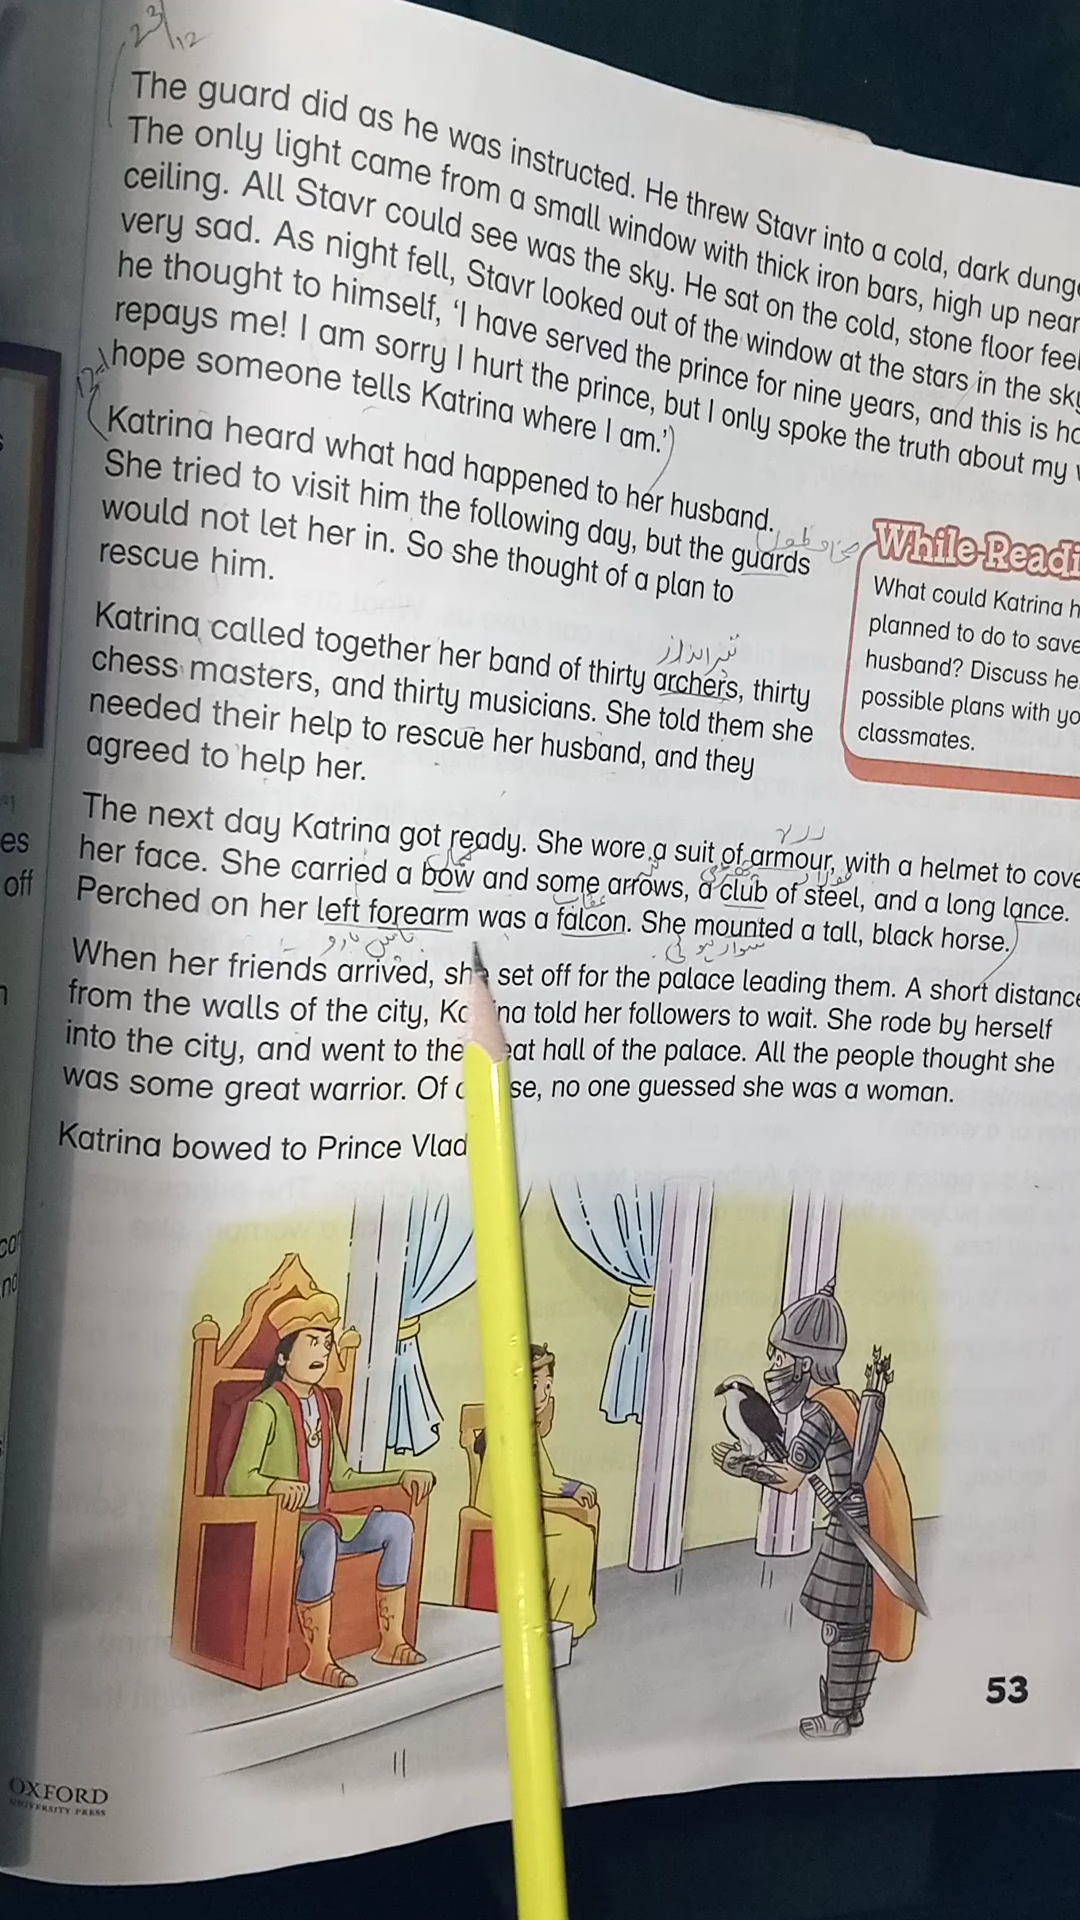 23/12
The guard did as he was instructed. He threw Stavr into a cold, dark dung
The only light came from a small window with thick iron bars, high up near
ceiling. All Stavr could see was the sky. He sat on the cold, stone floor feel
very sad. As night fell, Stavr looked out of the window at the stars in the sky
he thought to himself, ‘I have served the prince for nine years, and this is ho
repays me! I am sorry I hurt the prince, but I only spoke the truth about my
hope someone tells Katrina where I am.’
Katrina heard what had happened to her husband.
She tried to visit him the following day, but the guards
محافظوں
would not let her in. So she thought of a plan to
rescue him.
While-Readi
What could Katrina h
planned to do to save
husband? Discuss he
possible plans with yo
classmates.
تیرانداز
Katrina called together her band of thirty archers, thirty
chess masters, and thirty musicians. She told them she
needed their help to rescue her husband, and they
agreed to help her.
The next day Katrina got ready. She wore a suit of armour, with a helmet to cove
her face. She carried a bow and some arrows, a club of steel, and a long lance.
عقاب
Perched on her left forearm was a falcon. She mounted a tall, black horse.
When her friends arrived, she set off for the palace leading them. A short distance
from the walls of the city, Ka na told her followers to wait. She rode by herself
into the city, and went to the eat hall of the palace. All the people thought she
was some great warrior. Of se, no one guessed she was a woman.
Katrina bowed to Prince Vlad
53
OXFORD
UNIVERSITY PRESS